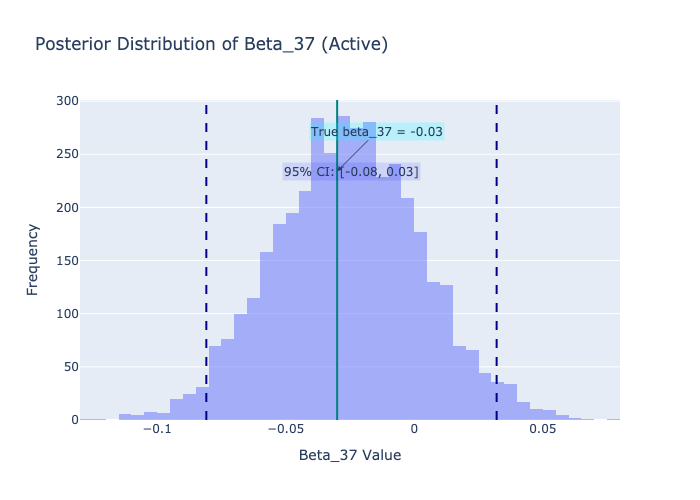 Posterior Distribution of Beta_37 (Active)
300
250
200
150
100
50
0
Frequency
True beta_37 = -0.03
95% CI: [-0.08, 0.03]
−0.1
−0.05
0
0.05
Beta_37 Value